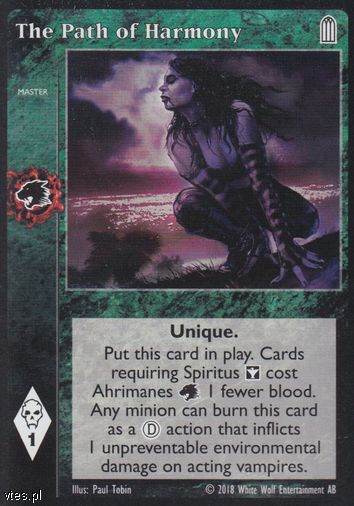 The Path of Harmony
MASTER
Unique.
Put this card in play. Cards
requiring Spiritus cost
Ahrimanes 1 fewer blood.
Any minion can burn this card
as a D action that inflicts
1 unpreventable environmental
damage on acting vampires.
1
vtes.pl
Illus: Paul Tobin
© 2018 White Wolf Entertainment AB